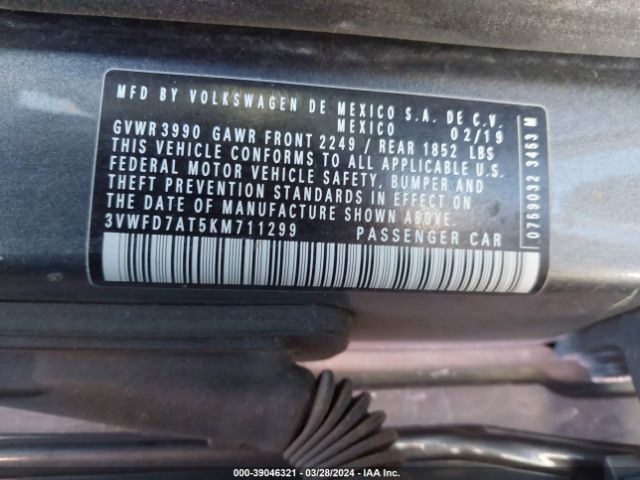 MFD BY VOLKSWAGEN DE MEXICO S.A. DE C.V.
MEXICO 02/19
GVWR 3990 GAWR FRONT 2249 / REAR 1852 LBS
THIS VEHICLE CONFORMS TO ALL APPLICABLE U.S.
FEDERAL MOTOR VEHICLE SAFETY, BUMPER AND
THEFT PREVENTION STANDARDS IN EFFECT ON
THE DATE OF MANUFACTURE SHOWN ABOVE.
3VWFD7AT5KM711299 PASSENGER CAR
0759032 3463 M
000-39046321 | 03/28/2024 | IAA Inc.